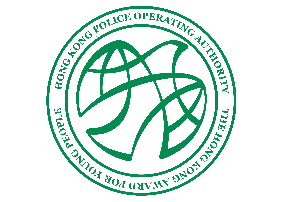 HONG KONG POLICE OPERATING AUTHORITY
THE HONG KONG AWARD FOR YOUNG PEOPLE